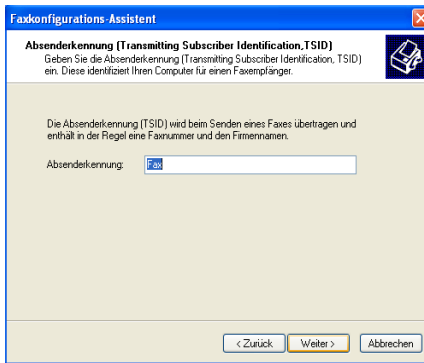 Faxkonfigurations-Assistent
Absenderkennung (Transmitting Subscriber Identification,TSID)
Geben Sie die Absenderkennung (Transmitting Subscriber Identification, TSID)
ein. Diese identifiziert Ihren Computer für einen Faxempfänger.
Die Absenderkennung (TSID) wird beim Senden eines Faxes übertragen und
enthält in der Regel eine Faxnummer und den Firmennamen.
Absenderkennung: Fax
< Zurück Weiter > Abbrechen